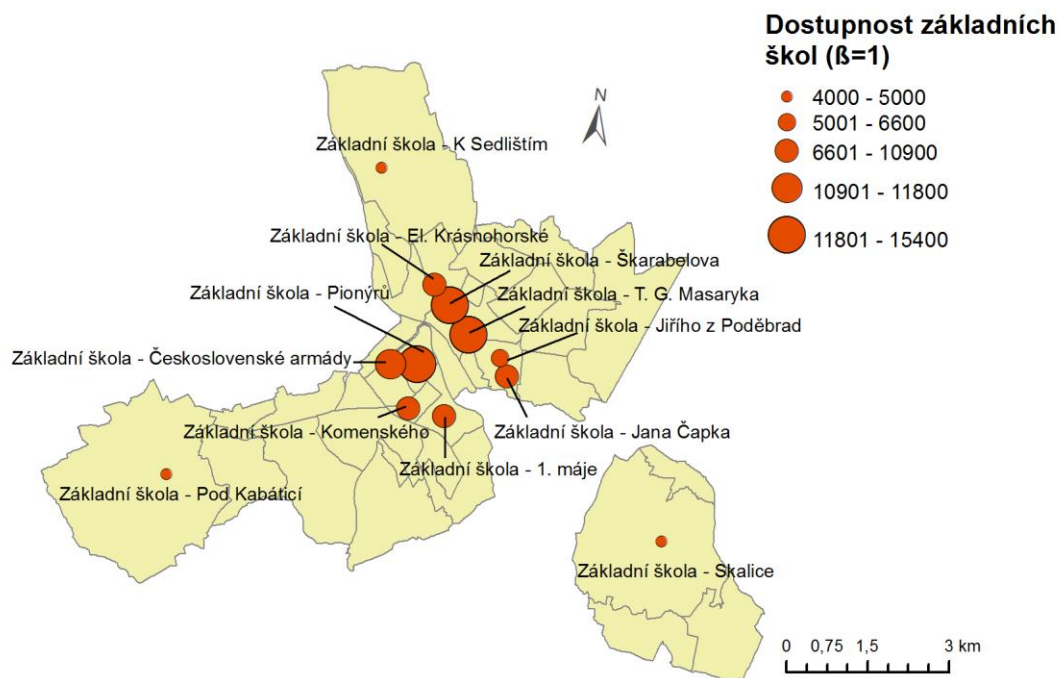 Dostupnost základních
škol (ß=1)
4000 - 5000
5001 - 6600
6601 - 10900
10901 - 11800
11801 - 15400
N
Základní škola - K Sedlištím
Základní škola - El. Krásnohorské
Základní škola - Škarabelova
Základní škola - Pionýrů
Základní škola - T. G. Masaryka
Základní škola - Jiřího z Poděbrad
Základní škola - Československé armády
Základní škola - Komenského
Základní škola - Jana Čapka
Základní škola - 1. máje
Základní škola - Pod Kabáticí
Základní škola - Skalice
0 0,75 1,5 3 km